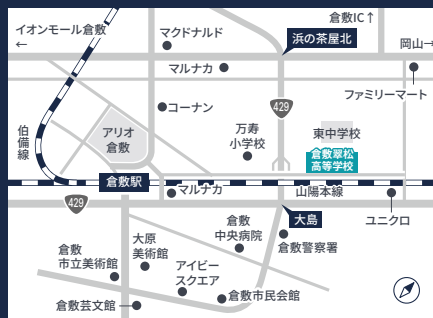 倉敷IC↑
イオンモール倉敷
←
マクドナルド
浜の茶屋北
岡山→
マルナカ
ファミリーマート
コーナン
429
伯備線
アリオ
倉敷
万寿
小学校
東中学校
倉敷翠松
高等学校
倉敷駅
マルナカ
山陽本線
429
大島
ユニクロ
倉敷
中央病院
倉敷警察署
大原
美術館
倉敷
市立美術館
アイビー
スクエア
倉敷市民会館
倉敷芸文館